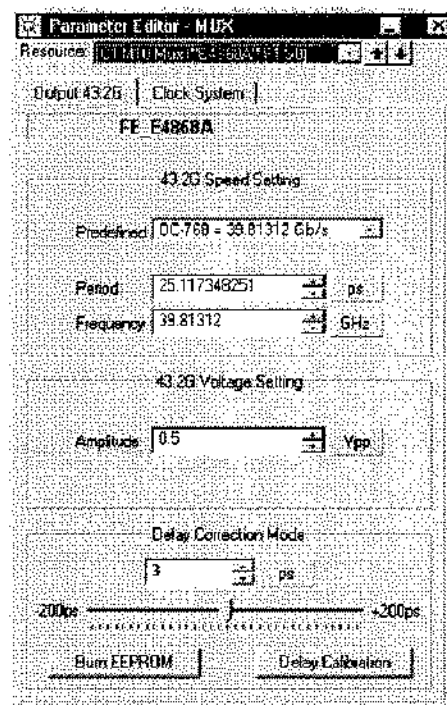 Parameter Editor - MUX
Resource:
Output 43.2G
Clock System
FE_E4868A
43.2G Speed Setting
Predefined OC-768 = 39.81312 Gb/s
Period 25.117348251 ps
Frequency 39.81312 GHz
43.2G Voltage Setting
Amplitude 0.5 Vpp
Delay Correction Mode
3 ps
-200ps +200ps
Burn EEPROM Delay Calibration